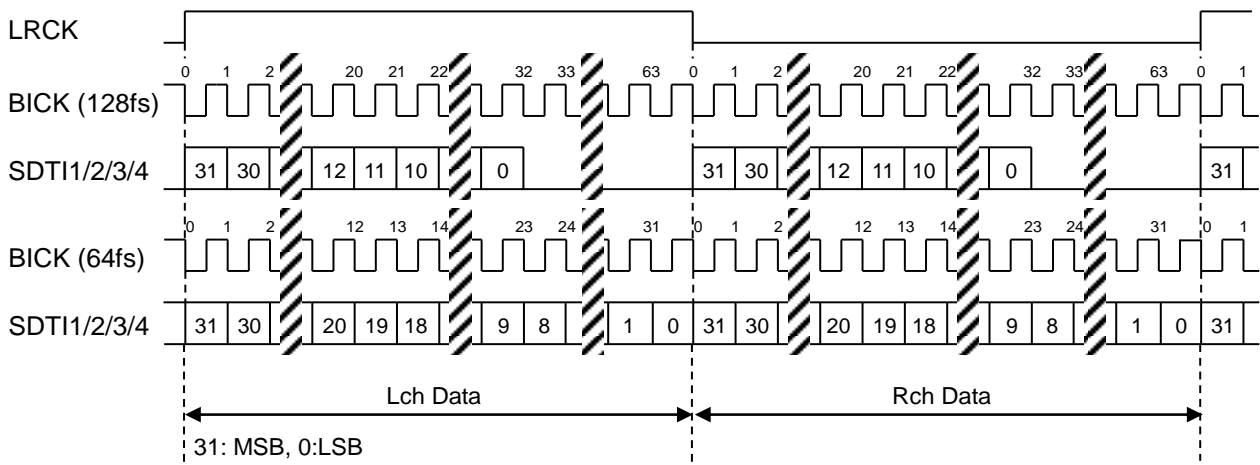 LRCK
0 1 2 20 21 22 32 33 63 0 1 2 20 21 22 32 33 63 0 1
BICK (128fs)
SDTI1/2/3/4 31 30 12 11 10 0 31 30 12 11 10 0 31
0 1 2 12 13 14 23 24 31 0 1 2 12 13 14 23 24 31 0 1
BICK (64fs)
SDTI1/2/3/4 31 30 20 19 18 9 8 1 0 31 30 20 19 18 9 8 1 0 31
Lch Data Rch Data
31: MSB, 0:LSB